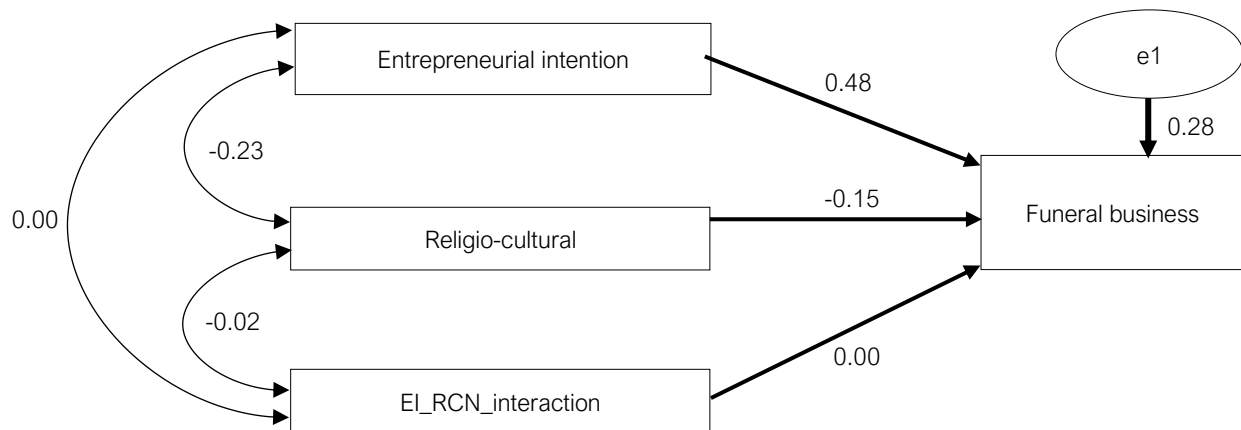 Entrepreneurial intention
e1
0.48
0.28
-0.23
-0.15
0.00
Funeral business
Religio-cultural
-0.02
0.00
EI_RCN_interaction